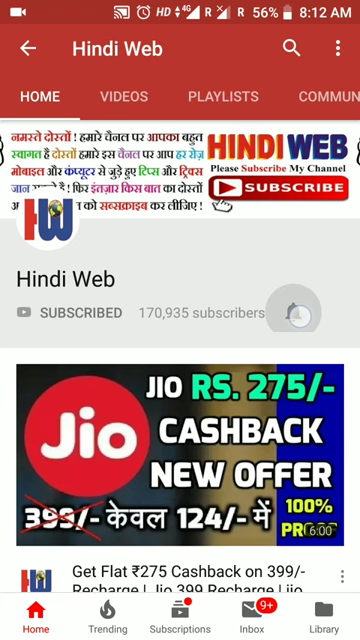 HD 4G R R 56% 8:12 AM
Hindi Web
HOME VIDEOS PLAYLISTS COMMUN
नमस्ते दोस्तों ! हमारे चैनल पर आपका बहुत
स्वागत है दोस्तों हमारे इस चैनल पर आप हर रोज़
मोबाइल और कंप्यूटर से जुड़े हुए टिप्स और ट्रिक्स
जान है ! फिर इंतज़ार किस बात का दोस्तों
को सब्सक्राइब कर लीजिए !
HINDI WEB
Please Subscribe My Channel
SUBSCRIBE
HW
Hindi Web
SUBSCRIBED 170,935 subscribers
Jio
JIO RS. 275/-
CASHBACK
NEW OFFER
399/- केवल 124/- में
100%
6:00
HW
Get Flat ₹275 Cashback on 399/-
Recharge | Jio 399 Recharge | jio
9+
Home Trending Subscriptions Inbox Library